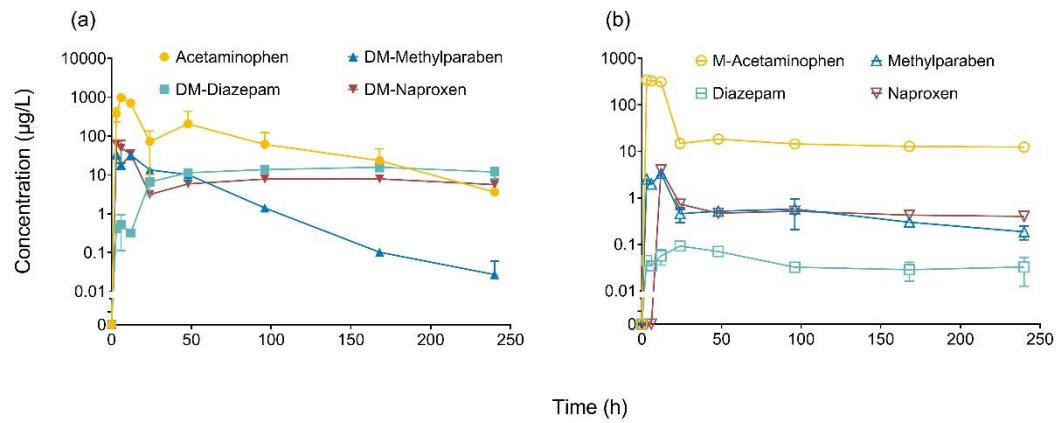 (a)
Acetaminophen
DM-Methylparaben
DM-Diazepam
DM-Naproxen
10000
1000
100
10
1
0.1
0.01
0
0
50
100
150
200
250
Concentration (µg/L)
(b)
M-Acetaminophen
Methylparaben
Diazepam
Naproxen
1000
100
10
1
0.1
0.01
0
0
50
100
150
200
250
Time (h)